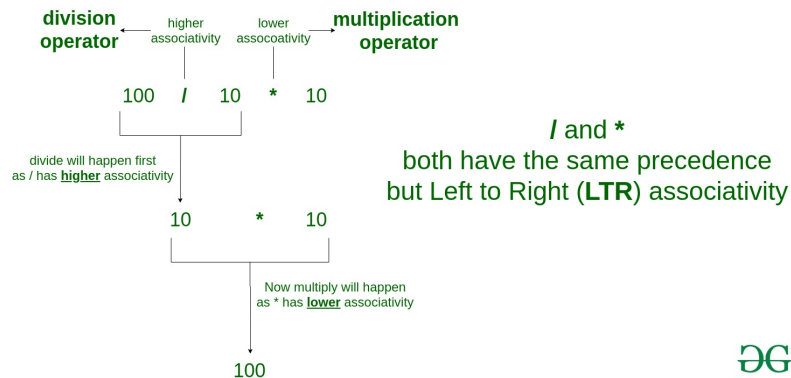 division
operator
higher
associativity
lower
assocoativity
multiplication
operator
100 / 10 * 10
divide will happen first
as / has higher associativity
10 * 10
Now multiply will happen
as * has lower associativity
100
/ and *
both have the same precedence
but Left to Right (LTR) associativity